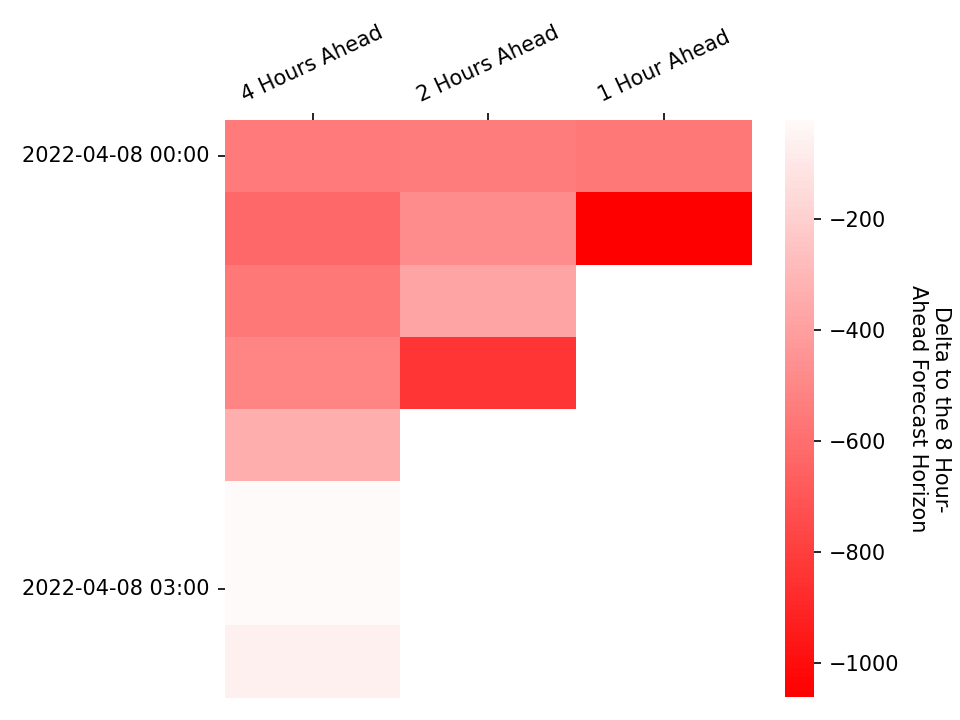 4 Hours Ahead
2 Hours Ahead
1 Hour Ahead
2022-04-08 00:00
2022-04-08 03:00
−200
−400
−600
−800
−1000
Delta to the 8 Hour-
Ahead Forecast Horizon